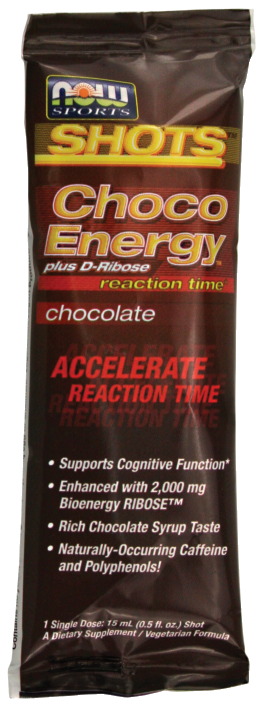 NOW
SPORTS
SHOTS™
Choco
Energy™
plus D-Ribose
reaction time
chocolate
ACCELERATE
REACTION TIME
• Supports Cognitive Function*
• Enhanced with 2,000 mg
Bioenergy RIBOSE™
• Rich Chocolate Syrup Taste
• Naturally-Occurring Caffeine
and Polyphenols!
1 Single Dose: 15 mL (0.5 fl. oz.) Shot
A Dietary Supplement / Vegetarian Formula